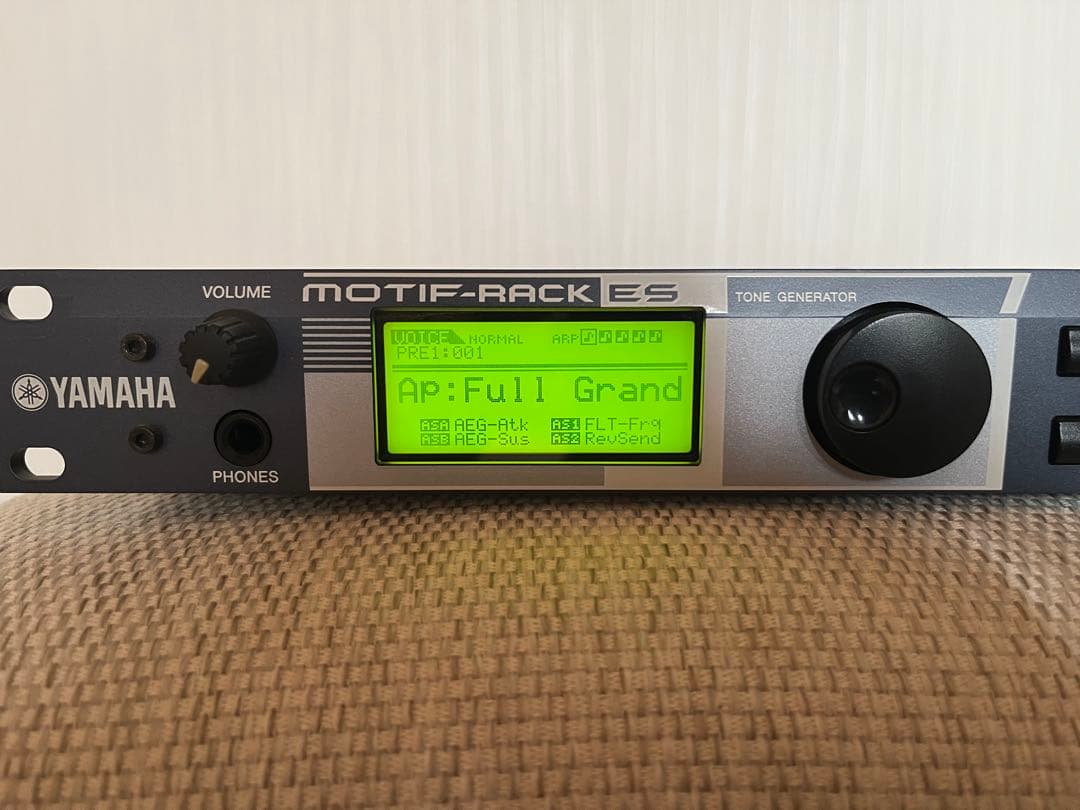 VOLUME
YAMAHA
PHONES
MOTIF-RACK ES
TONE GENERATOR
VOICE NORMAL ARP
PRE1:001
Ap:Full Grand
ASA AEG-Atk AS1 FLT-Frq
ASB AEG-Sus AS2 RevSend